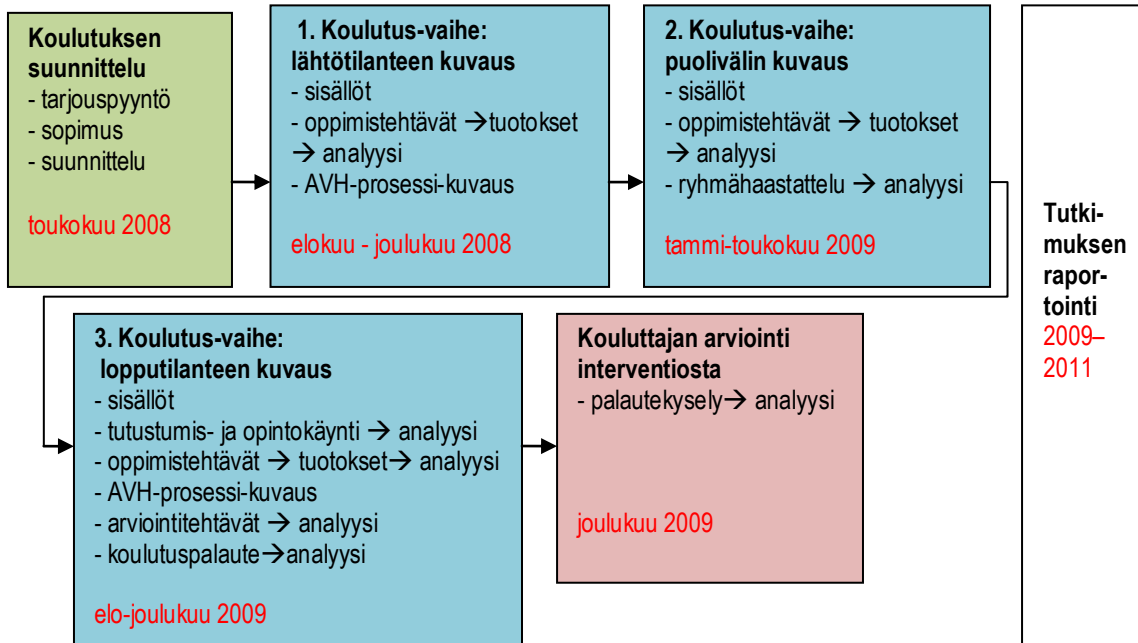 Koulutuksen
suunnittelu
- tarjouspyyntö
- sopimus
- suunnittelu
toukokuu 2008
1. Koulutus-vaihe:
lähtötilanteen kuvaus
- sisällöt
- oppimistehtävät →tuotokset
→ analyysi
- AVH-prosessi-kuvaus
elokuu - joulukuu 2008
2. Koulutus-vaihe:
puolivälin kuvaus
- sisällöt
- oppimistehtävät → tuotokset
→ analyysi
- ryhmähaastattelu → analyysi
tammi-toukokuu 2009
3. Koulutus-vaihe:
lopputilanteen kuvaus
- sisällöt
- tutustumis- ja opintokäynti → analyysi
- oppimistehtävät → tuotokset→ analyysi
- AVH-prosessi-kuvaus
- arviointitehtävät → analyysi
- koulutuspalaute→analyysi
elo-joulukuu 2009
Kouluttajan arviointi
interventiosta
- palautekysely→ analyysi
joulukuu 2009
Tutki-
muksen
rapor-
tointi
2009–
2011